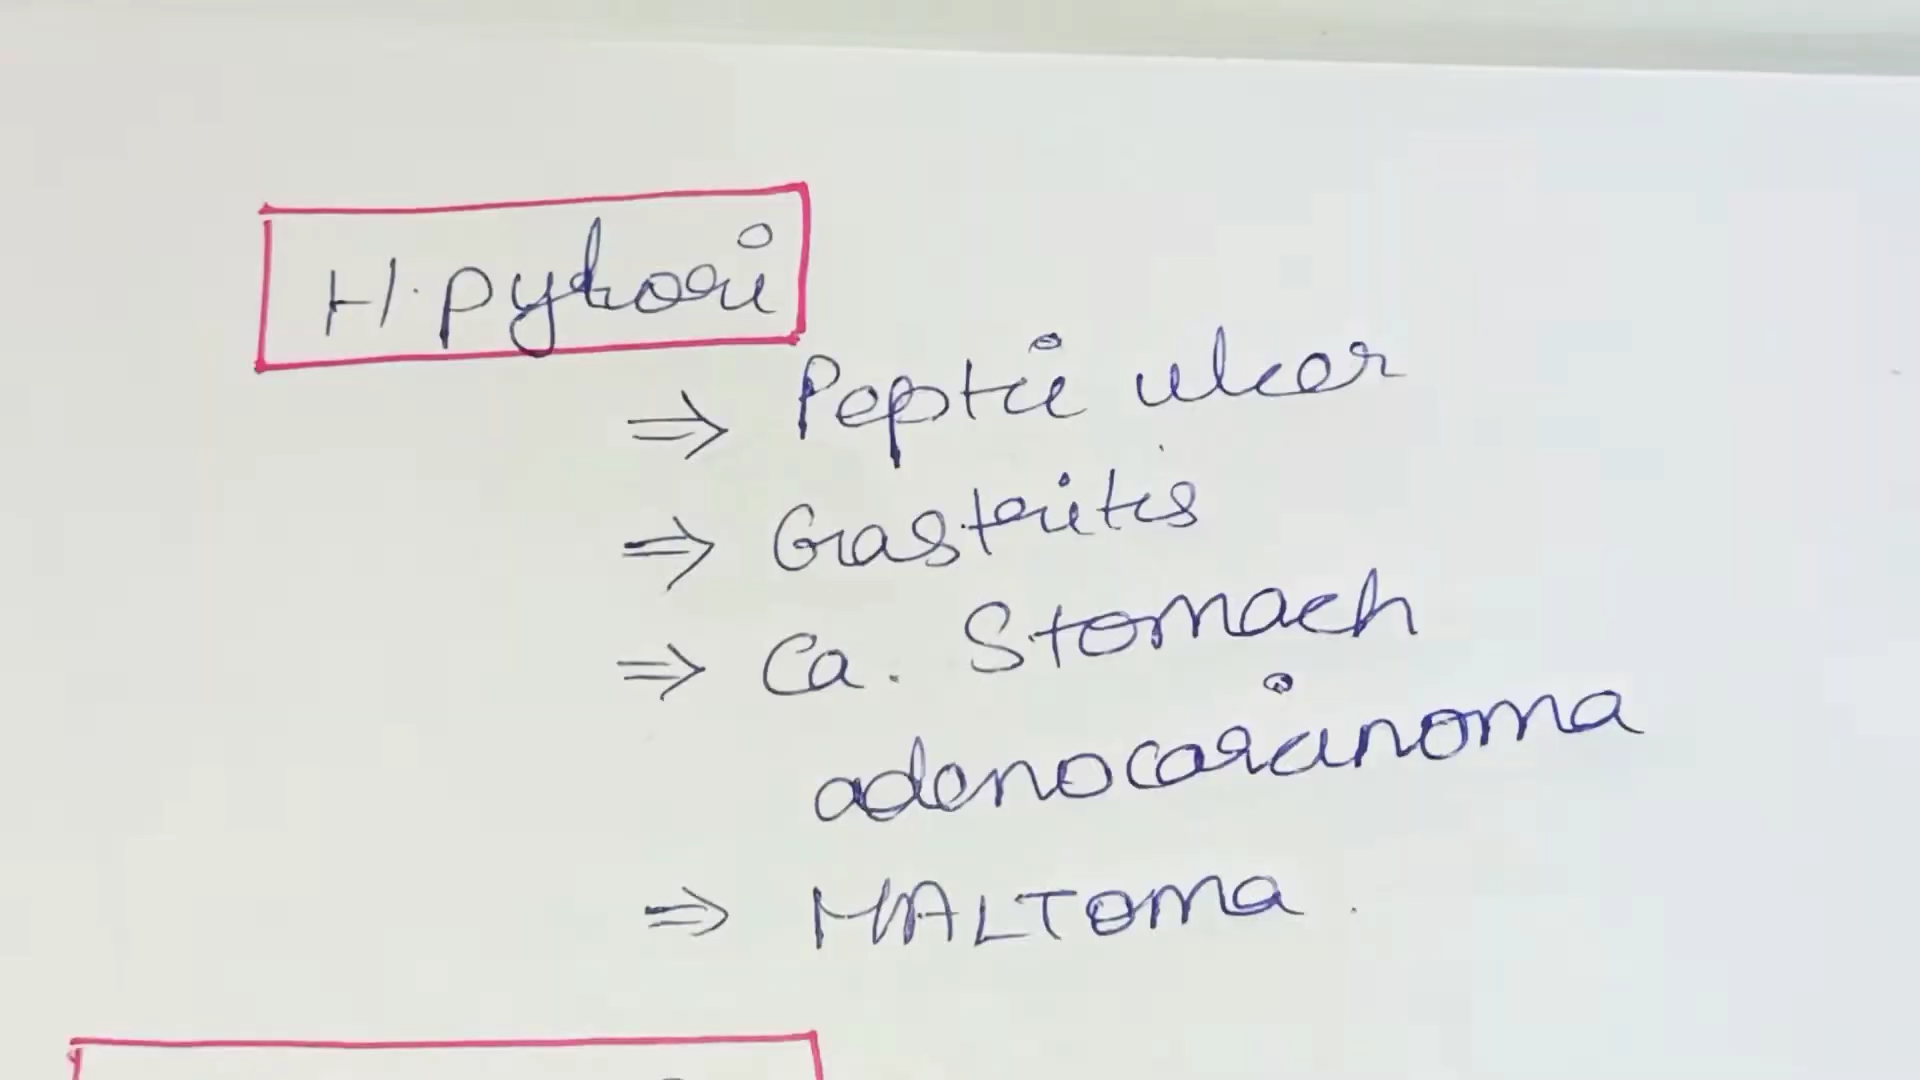 H. pylori
⇒ Peptic ulcer
⇒ Gastritis
⇒ Ca. Stomach
adenocarcinoma
⇒ MALToma.